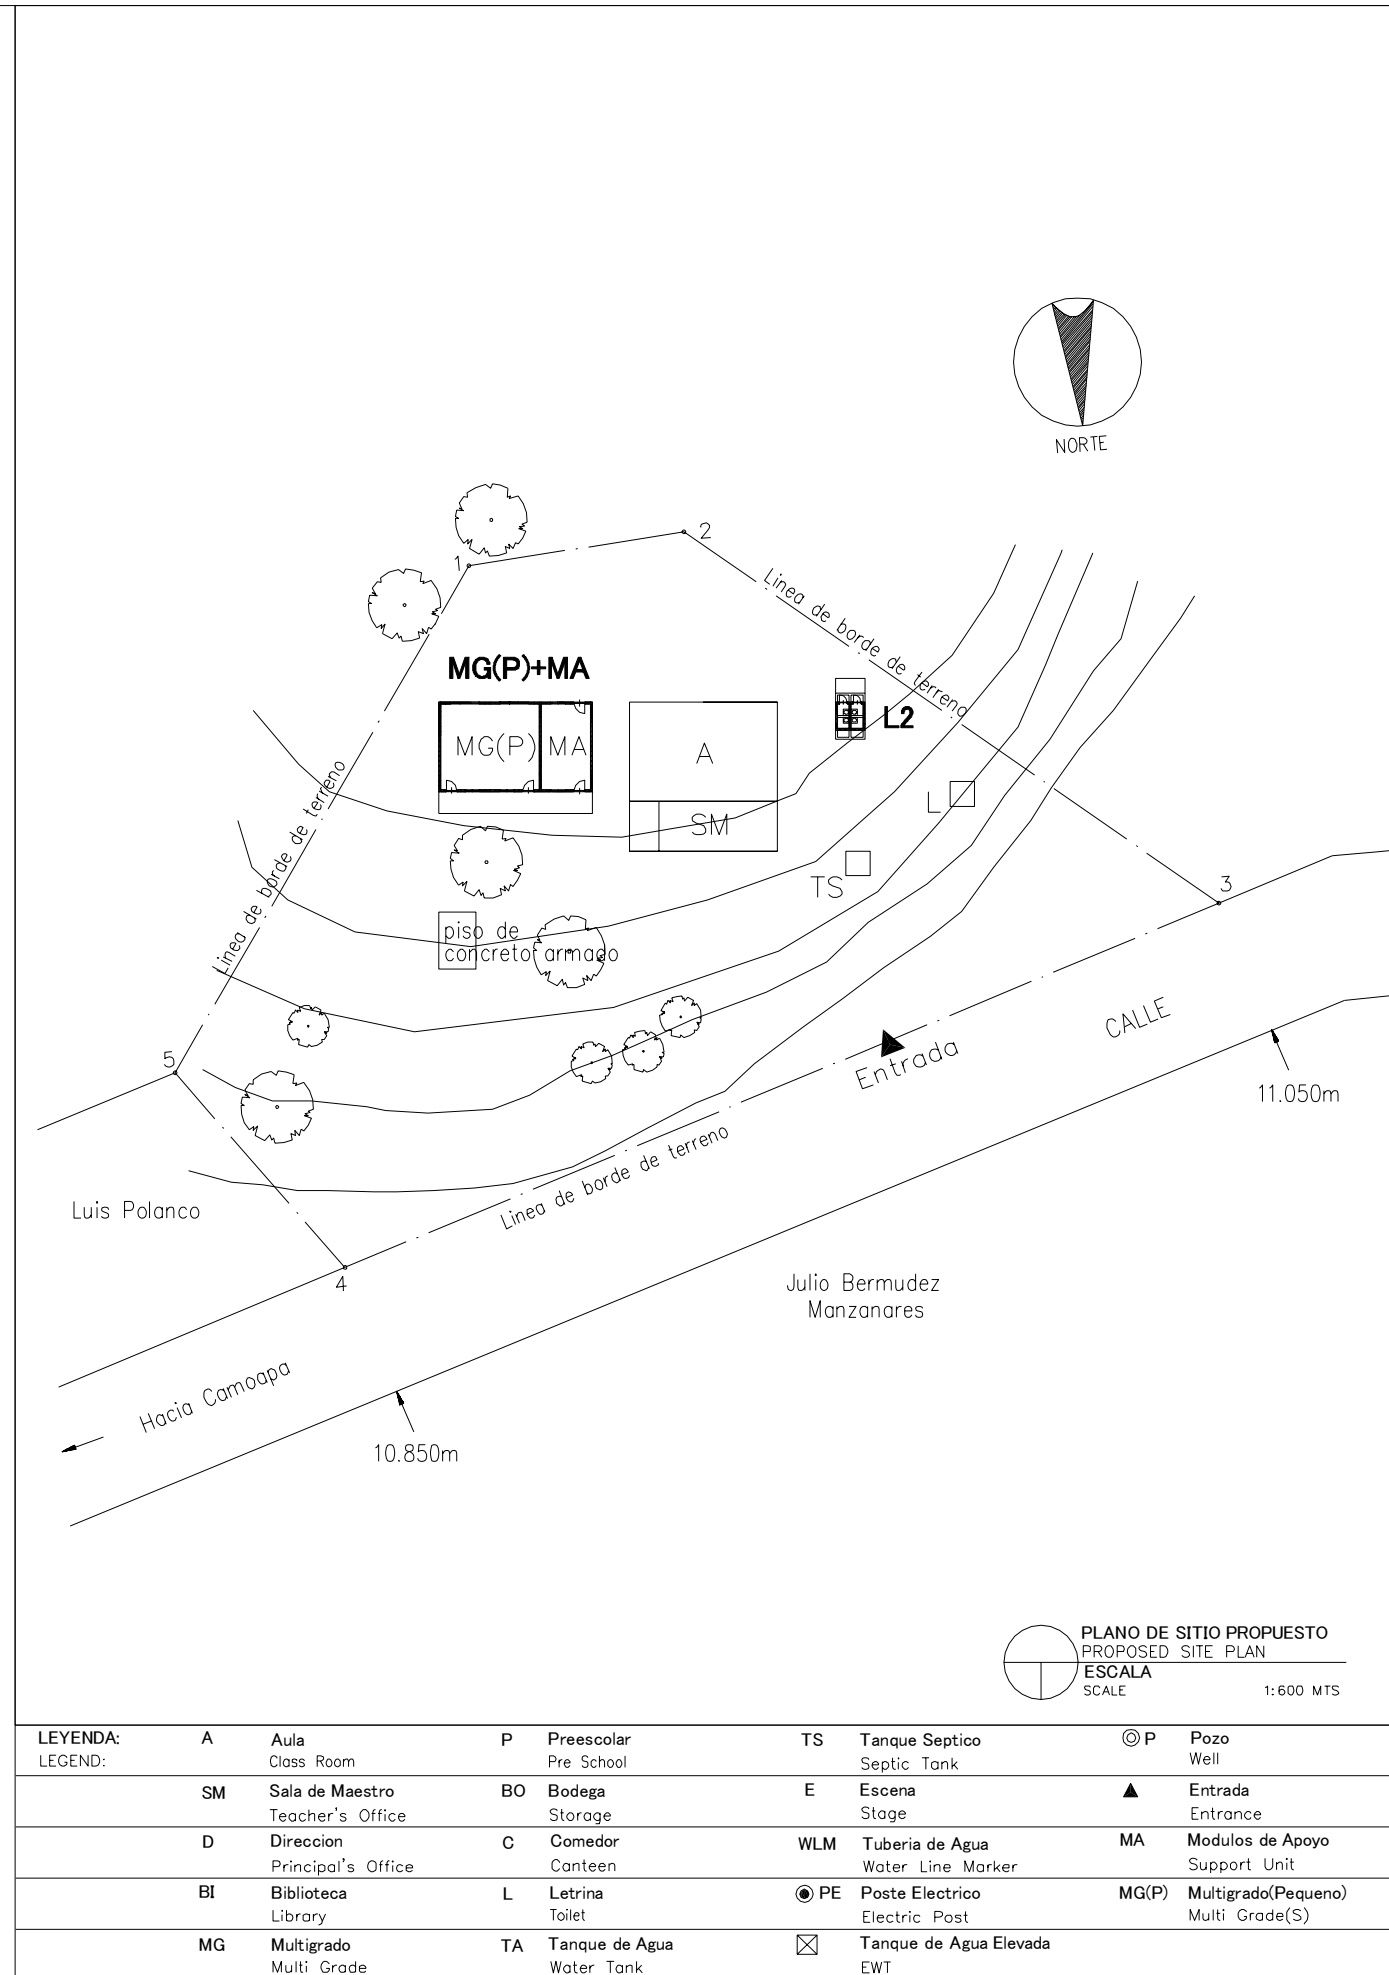 NORTE
1
2
Linea de borde de terreno
MG(P)+MA
MG(P)
MA
A
SM
L2
L
TS
3
Linea de borde de terreno
piso de
concreto armado
5
CALLE
Entrada
11.050m
Linea de borde de terreno
Luis Polanco
4
Julio Bermudez
Manzanares
Hacia Camoapa
10.850m
PLANO DE SITIO PROPUESTO
PROPOSED SITE PLAN
ESCALA
SCALE 1:600 MTS
LEYENDA: A Aula P Preescolar TS Tanque Septico P Pozo
LEGEND: Class Room Pre School Septic Tank Well
SM Sala de Maestro BO Bodega E Escena Entrada
Teacher's Office Storage Stage Entrance
D Direccion C Comedor WLM Tuberia de Agua MA Modulos de Apoyo
Principal's Office Canteen Water Line Marker Support Unit
BI Biblioteca L Letrina PE Poste Electrico MG(P) Multigrado(Pequeno)
Library Toilet Electric Post Multi Grade(S)
MG Multigrado TA Tanque de Agua Tanque de Agua Elevada
Multi Grade Water Tank EWT